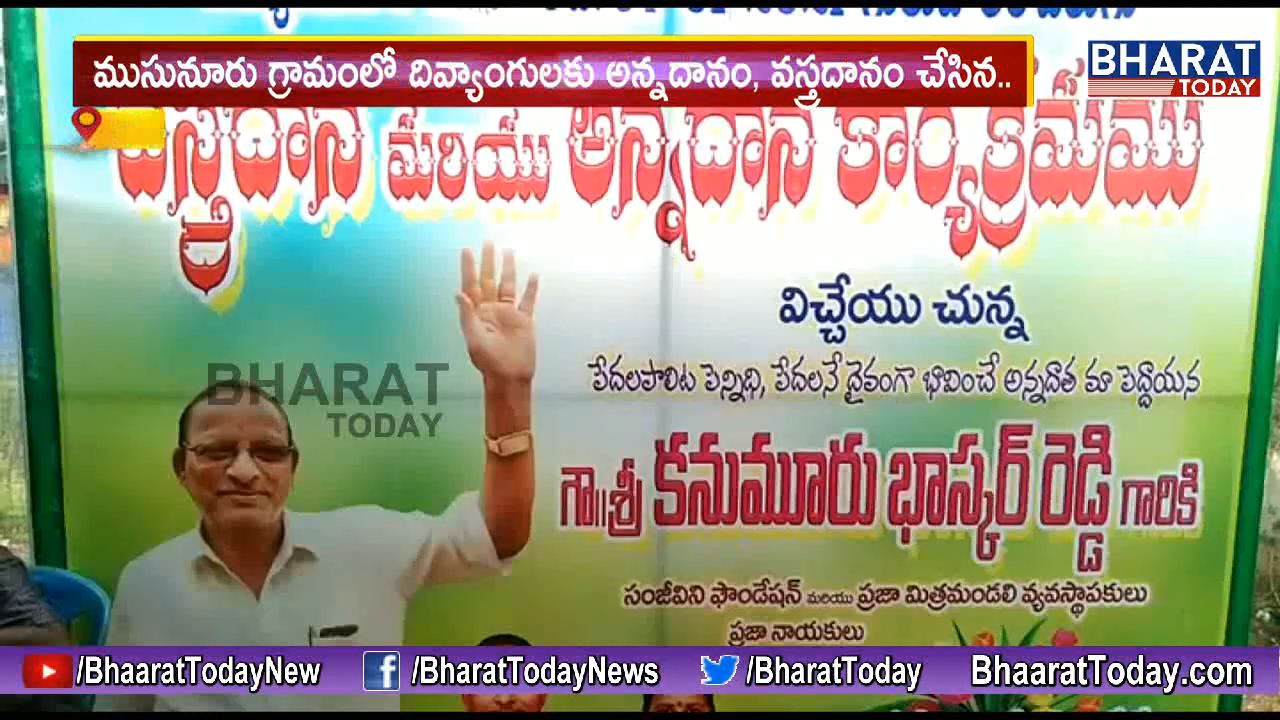 ముసునూరు గ్రామంలో దివ్యాంగులకు అన్నదానం, వస్త్రదానం చేసిన..
BHARAT
TODAY
వస్త్రదాన మరియు అన్నదాన కార్యక్రమము
విచ్చేయు చున్న
పేదలపాలిట పెన్నిధి, పేదలనే దైవంగా భావించే అన్నదాత మా పెద్దాయన
BHARAT
TODAY
గౌ॥శ్రీ కనుమూరు భాస్కర్ రెడ్డి గారికి
సంజీవిని ఫౌండేషన్ మరియు ప్రజా మిత్రమండలి వ్యవస్థాపకులు
ప్రజా నాయకులు
/BhaaratTodayNew /BharatTodayNews /BharatToday BhaaratToday.com